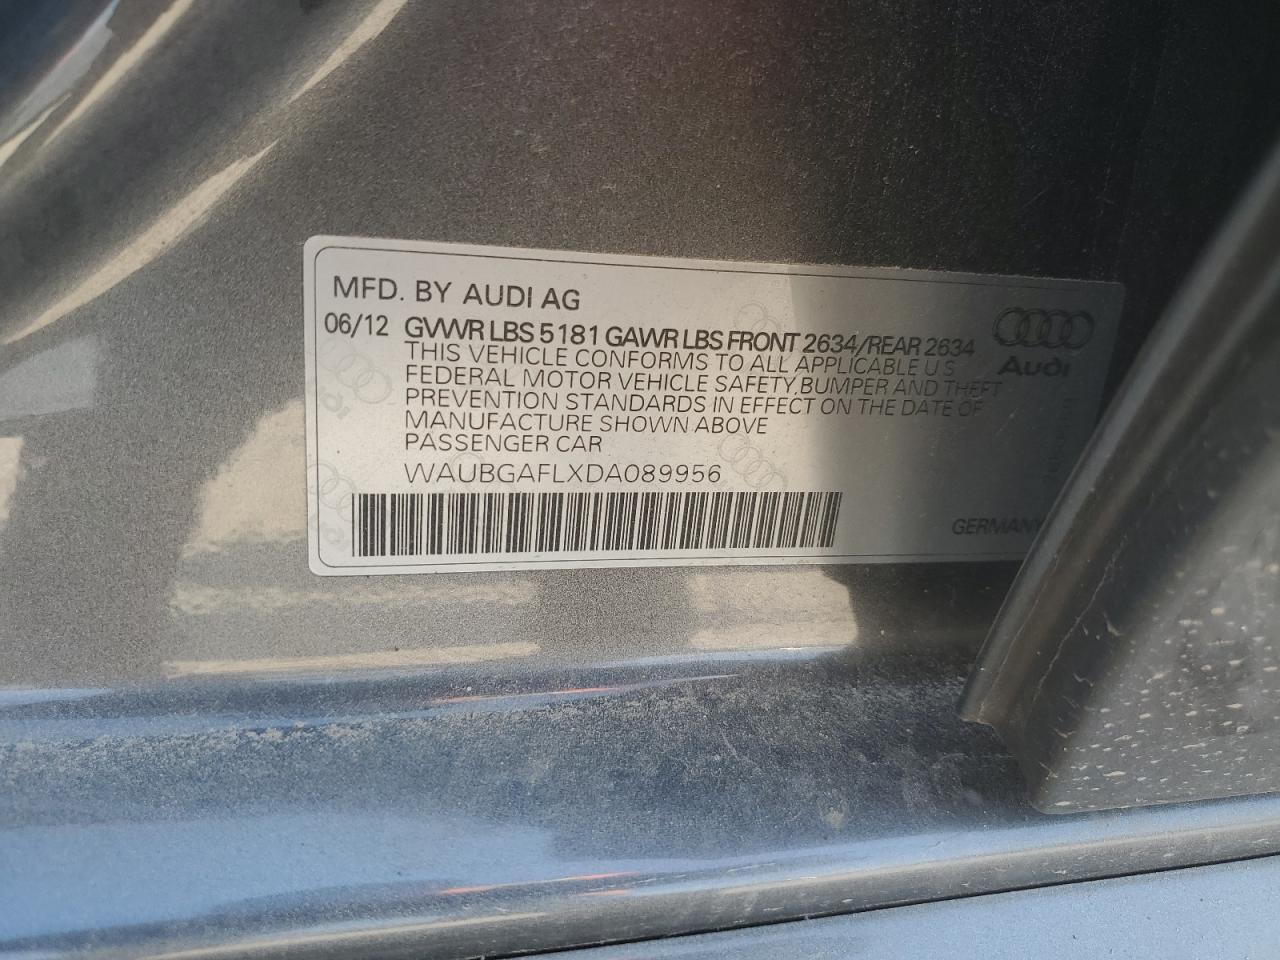 MFD. BY AUDI AG
06/12 GVWR LBS 5181 GAWR LBS FRONT 2634/REAR 2634
THIS VEHICLE CONFORMS TO ALL APPLICABLE U S
FEDERAL MOTOR VEHICLE SAFETY, BUMPER AND THEFT
PREVENTION STANDARDS IN EFFECT ON THE DATE OF
MANUFACTURE SHOWN ABOVE
PASSENGER CAR
WAUBGAFLXDA089956
Audi
GERMANY